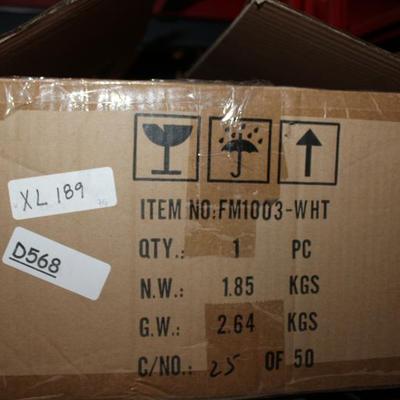 XL 189
D568
ITEM NO:FM1003-WHT
QTY.: 1 PC
N.W.: 1.85 KGS
G.W.: 2.64 KGS
C/NO.: 25 OF 50